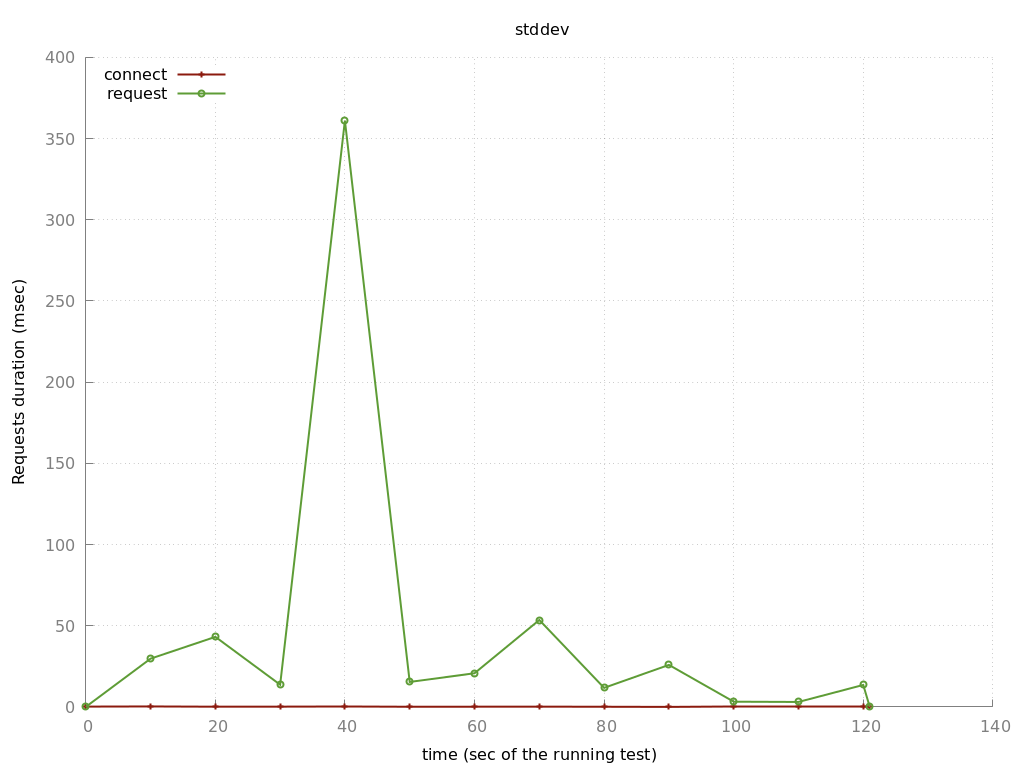 stddev
connect
request
400
350
300
250
200
150
100
50
0
Requests duration (msec)
0 20 40 60 80 100 120 140
time (sec of the running test)